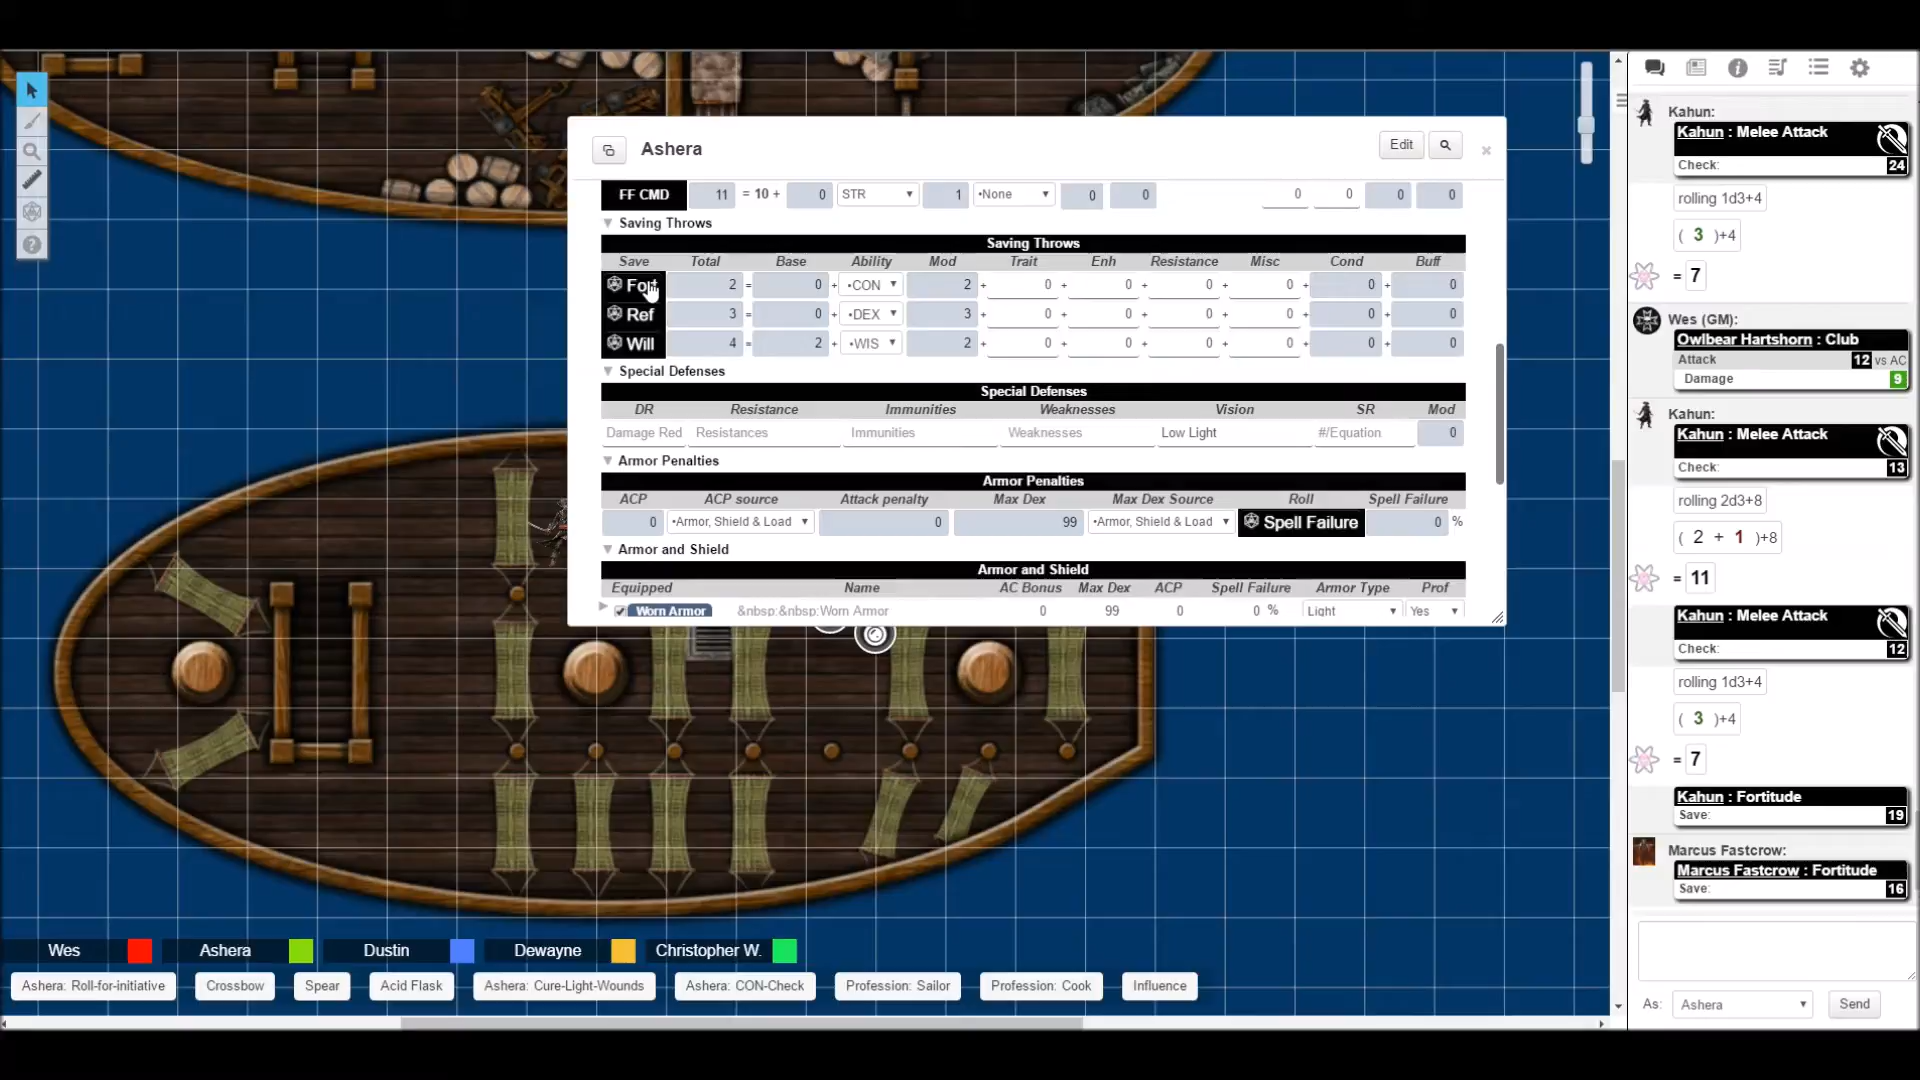 Ashera
Edit
FF CMD 11 = 10 + 0 STR 1 •None 0 0 0 0 0 0
Saving Throws
Saving Throws
Save Total Base Ability Mod Trait Enh Resistance Misc Cond Buff
Fort 2 = 0 + •CON 2 + 0 + 0 + 0 + 0 + 0 + 0
Ref 3 = 0 + •DEX 3 + 0 + 0 + 0 + 0 + 0 + 0
Will 4 = 2 + •WIS 2 + 0 + 0 + 0 + 0 + 0 + 0
Special Defenses
Special Defenses
DR Resistance Immunities Weaknesses Vision SR Mod
Damage Red Resistances Immunities Weaknesses Low Light #/Equation 0
Armor Penalties
Armor Penalties
ACP ACP source Attack penalty Max Dex Max Dex Source Roll Spell Failure
0 •Armor, Shield & Load 0 99 •Armor, Shield & Load Spell Failure 0 %
Armor and Shield
Armor and Shield
Equipped Name AC Bonus Max Dex ACP Spell Failure Armor Type Prof
Worn Armor &nbsp;&nbsp;Worn Armor 0 99 0 0 % Light Yes
Kahun:
Kahun : Melee Attack
Check: 24
rolling 1d3+4
( 3 )+4
= 7
Wes (GM):
Owlbear Hartshorn : Club
Attack 12 vs AC
Damage 9
Kahun:
Kahun : Melee Attack
Check: 13
rolling 2d3+8
( 2 + 1 )+8
= 11
Kahun : Melee Attack
Check: 12
rolling 1d3+4
( 3 )+4
= 7
Kahun : Fortitude
Save: 19
Marcus Fastcrow:
Marcus Fastcrow : Fortitude
Save: 16
As: Ashera Send
Wes Ashera Dustin Dewayne Christopher W.
Ashera: Roll-for-initiative Crossbow Spear Acid Flask Ashera: Cure-Light-Wounds Ashera: CON-Check Profession: Sailor Profession: Cook Influence